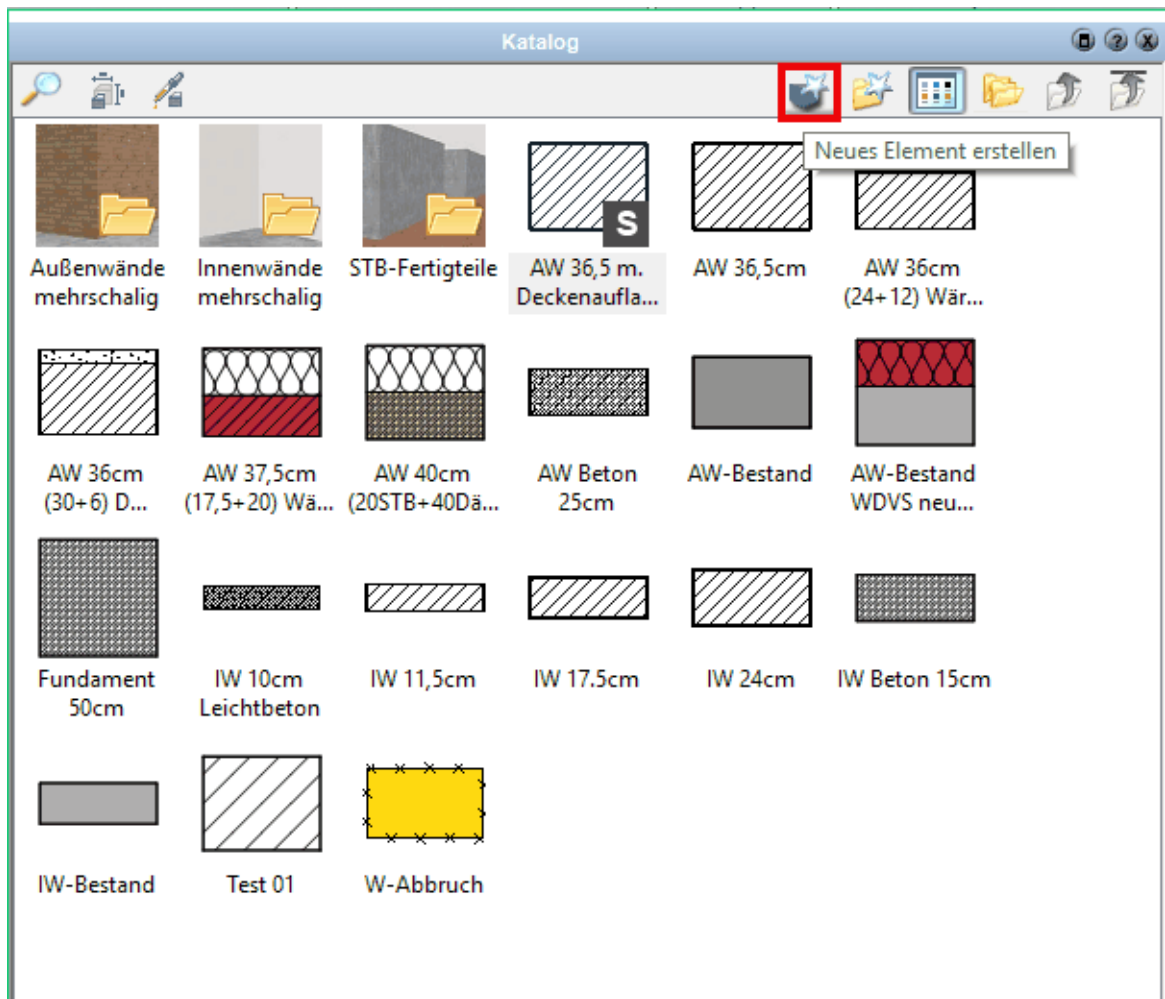 Katalog
Neues Element erstellen
Außenwände
mehrschalig
Innenwände
mehrschalig
STB-Fertigteile
S
AW 36,5 m.
Deckenaufla...
AW 36,5cm
AW 36cm
(24+12) Wär...
AW 36cm
(30+6) D...
AW 37,5cm
(17,5+20) Wä...
AW 40cm
(20STB+40Dä...
AW Beton
25cm
AW-Bestand
AW-Bestand
WDVS neu...
Fundament
50cm
IW 10cm
Leichtbeton
IW 11,5cm
IW 17.5cm
IW 24cm
IW Beton 15cm
IW-Bestand
Test 01
W-Abbruch